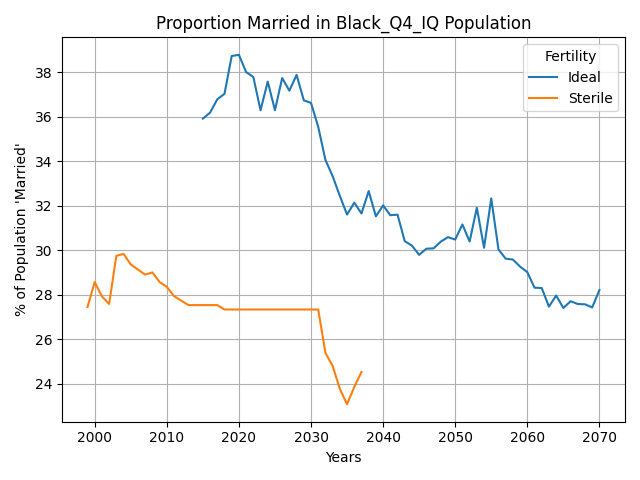 Proportion Married in Black_Q4_IQ Population
% of Population 'Married'
38
36
34
32
30
28
26
24
Fertility
Ideal
Sterile
2000 2010 2020 2030 2040 2050 2060 2070
Years